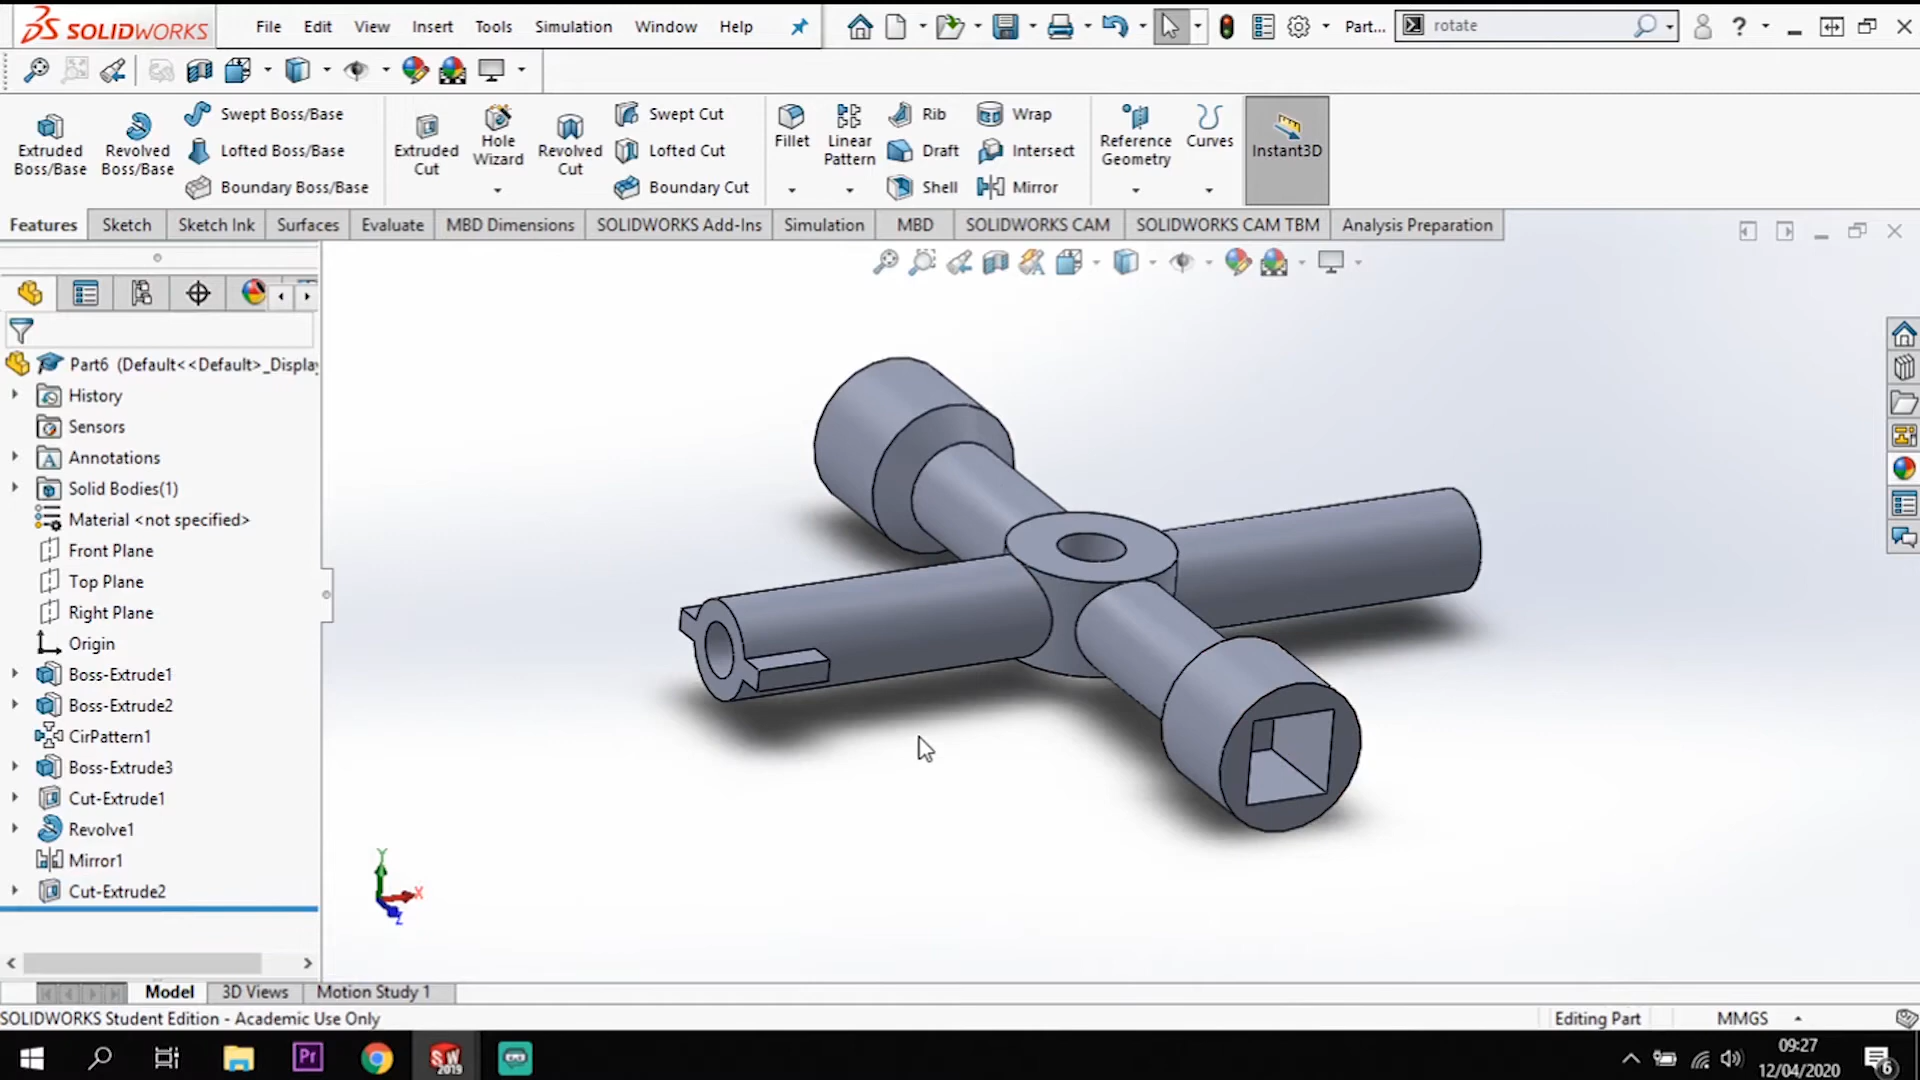 SOLIDWORKS File Edit View Insert Tools Simulation Window Help Part... rotate ?
Extruded Boss/Base
Revolved Boss/Base
Swept Boss/Base
Lofted Boss/Base
Boundary Boss/Base
Extruded Cut
Hole Wizard
Revolved Cut
Swept Cut
Lofted Cut
Boundary Cut
Fillet
Linear Pattern
Rib
Draft
Shell
Wrap
Intersect
Mirror
Reference Geometry
Curves
Instant3D
Features Sketch Sketch Ink Surfaces Evaluate MBD Dimensions SOLIDWORKS Add-Ins Simulation MBD SOLIDWORKS CAM SOLIDWORKS CAM TBM Analysis Preparation
Part6 (Default<<Default>_Displa
History
Sensors
Annotations
Solid Bodies(1)
Material <not specified>
Front Plane
Top Plane
Right Plane
Origin
Boss-Extrude1
Boss-Extrude2
CirPattern1
Boss-Extrude3
Cut-Extrude1
Revolve1
Mirror1
Cut-Extrude2
Y
X
Z
Model 3D Views Motion Study 1
SOLIDWORKS Student Edition - Academic Use Only Editing Part MMGS
Pr
SW 2019
09:27
12/04/2020
6